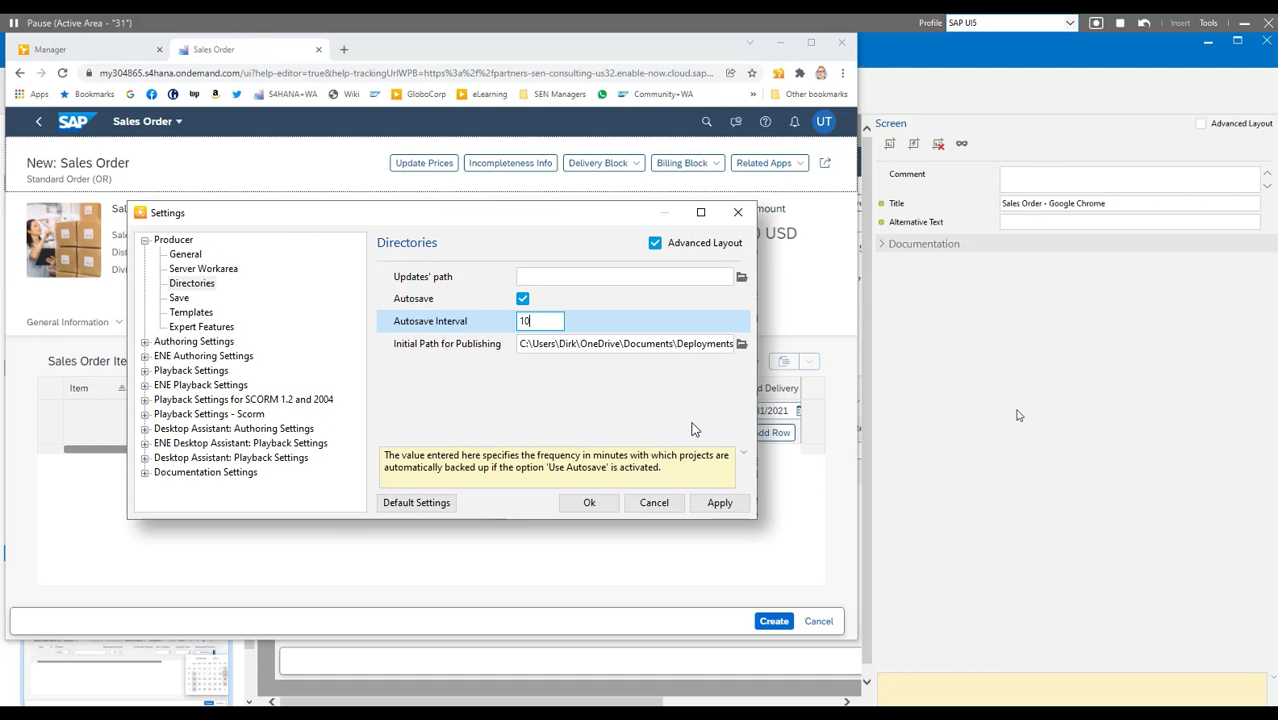 Pause (Active Area - "31")
Profile
SAP UI5
Insert
Tools
Manager
Sales Order
my304865.s4hana.ondemand.com/ui?help-editor=true&help-trackingUrlWPB=https%3a%2f%2fpartners-sen-consulting-us32.enable-now.cloud.sap...
Apps
Bookmarks
S4HANA+WA
Wiki
GloboCorp
eLearning
SEN Managers
Community+WA
»
Other bookmarks
SAP
Sales Order
UT
New: Sales Order
Standard Order (OR)
Update Prices
Incompleteness Info
Delivery Block
Billing Block
Related Apps
Screen
Advanced Layout
Comment
Title
Sales Order - Google Chrome
Alternative Text
Documentation
Settings
Producer
General
Server Workarea
Directories
Save
Templates
Expert Features
Authoring Settings
ENE Authoring Settings
Playback Settings
ENE Playback Settings
Playback Settings for SCORM 1.2 and 2004
Playback Settings - Scorm
Desktop Assistant: Authoring Settings
ENE Desktop Assistant: Playback Settings
Desktop Assistant: Playback Settings
Documentation Settings
Directories
Advanced Layout
Updates' path
Autosave
Autosave Interval
10
Initial Path for Publishing
C:\Users\Dirk\OneDrive\Documents\Deployments
The value entered here specifies the frequency in minutes with which projects are
automatically backed up if the option 'Use Autosave' is activated.
Default Settings
Ok
Cancel
Apply
Sal
Sale
Dist
Divi
mount
0 USD
General Information
Sales Order Ite
Item
d Delivery
31/2021
dd Row
Create
Cancel